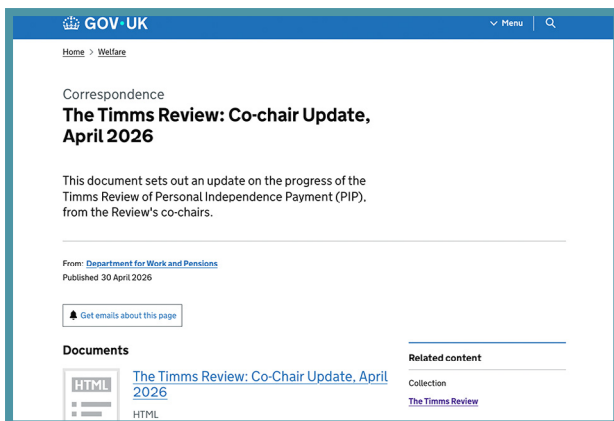 GOV·UK
Menu
Home > Welfare
Correspondence
The Timms Review: Co-chair Update,
April 2026
This document sets out an update on the progress of the
Timms Review of Personal Independence Payment (PIP),
from the Review's co-chairs.
From: Department for Work and Pensions
Published 30 April 2026
Get emails about this page
Documents
HTML
The Timms Review: Co-Chair Update, April
2026
HTML
Related content
Collection
The Timms Review